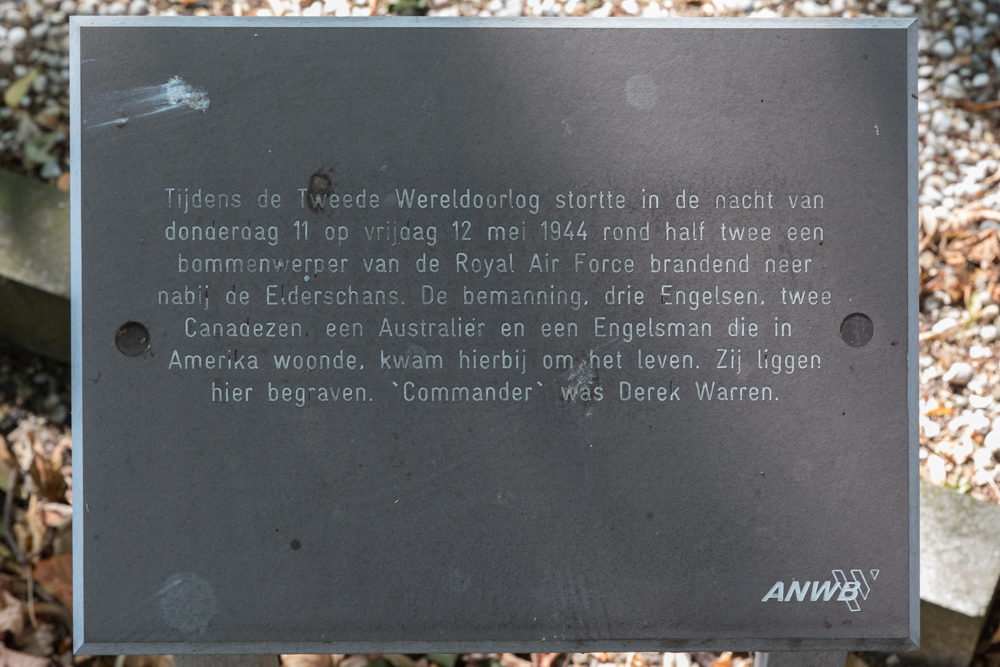 Tijdens de Tweede Wereldoorlog stortte in de nacht van
donderdag 11 op vrijdag 12 mei 1944 rond half twee een
bommenwerper van de Royal Air Force brandend neer
nabij de Elderschans. De bemanning, drie Engelsen, twee
Canadezen, een Australiër en een Engelsman die in
Amerika woonde, kwam hierbij om het leven. Zij liggen
hier begraven. `Commander` was Derek Warren.
ANWB